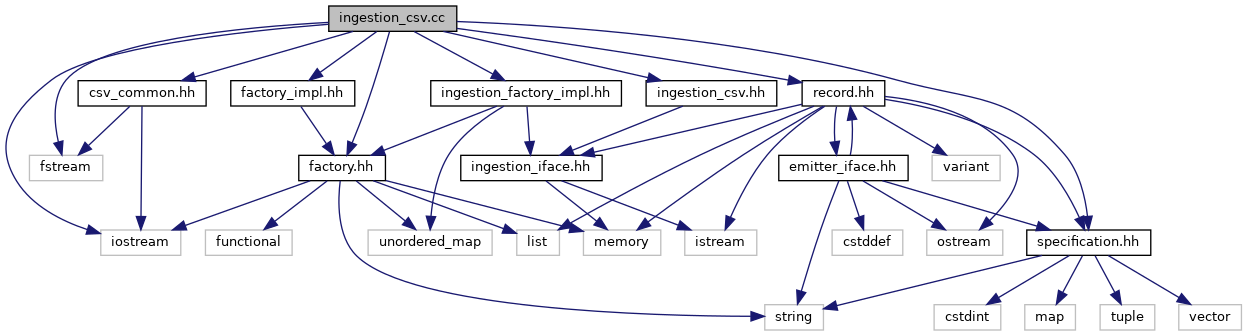 ingestion_csv.cc
csv_common.hh
factory_impl.hh
ingestion_factory_impl.hh
ingestion_csv.hh
record.hh
fstream
factory.hh
ingestion_iface.hh
emitter_iface.hh
variant
iostream
functional
unordered_map
list
memory
istream
cstddef
ostream
specification.hh
string
cstdint
map
tuple
vector